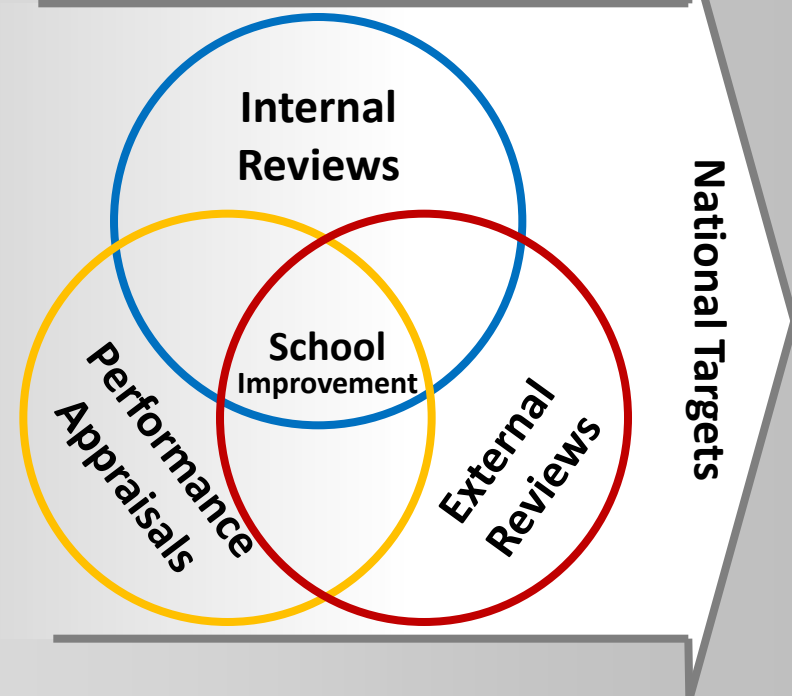 Internal
Reviews
School
Improvement
Performance
Appraisals
External
Reviews
National Targets